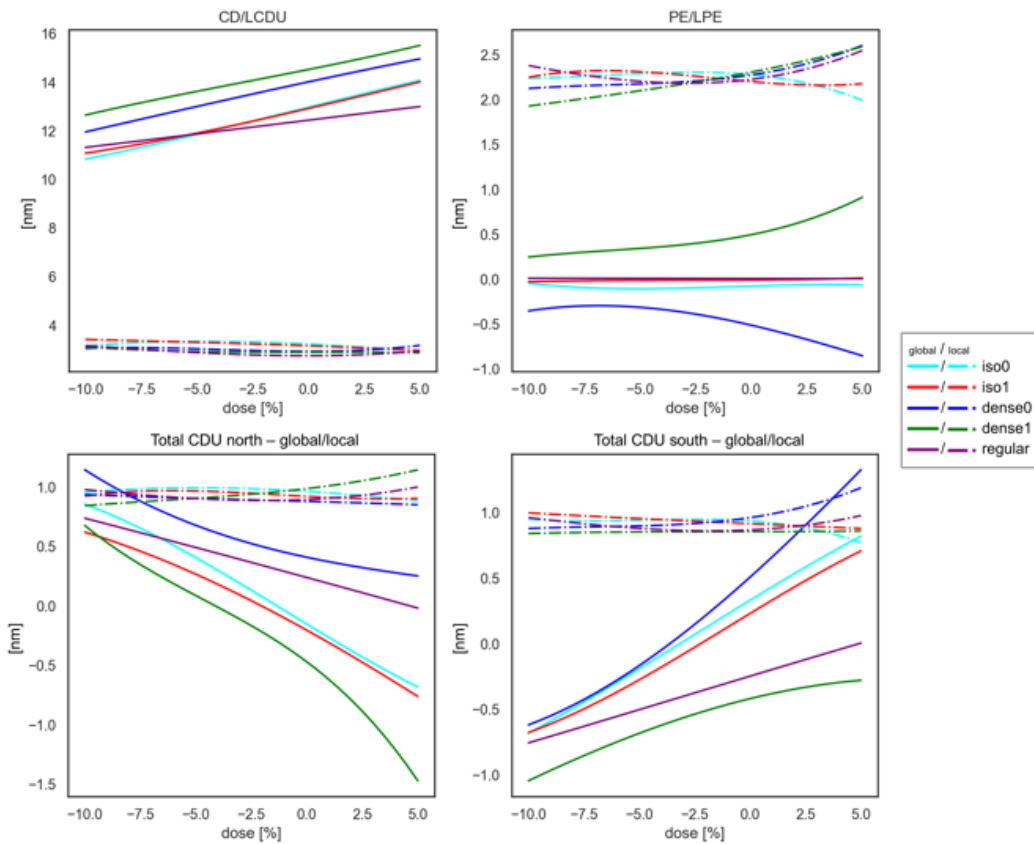 CD/LCDU
16
14
12
10
8
6
4
[nm]
−10.0 −7.5 −5.0 −2.5 0.0 2.5 5.0
dose [%]
PE/LPE
2.5
2.0
1.5
1.0
0.5
0.0
−0.5
−1.0
[nm]
−10.0 −7.5 −5.0 −2.5 0.0 2.5 5.0
dose [%]
global / local
/ iso0
/ iso1
/ dense0
/ dense1
/ regular
Total CDU north – global/local
1.0
0.5
0.0
−0.5
−1.0
−1.5
[nm]
−10.0 −7.5 −5.0 −2.5 0.0 2.5 5.0
dose [%]
Total CDU south – global/local
1.0
0.5
0.0
−0.5
−1.0
[nm]
−10.0 −7.5 −5.0 −2.5 0.0 2.5 5.0
dose [%]